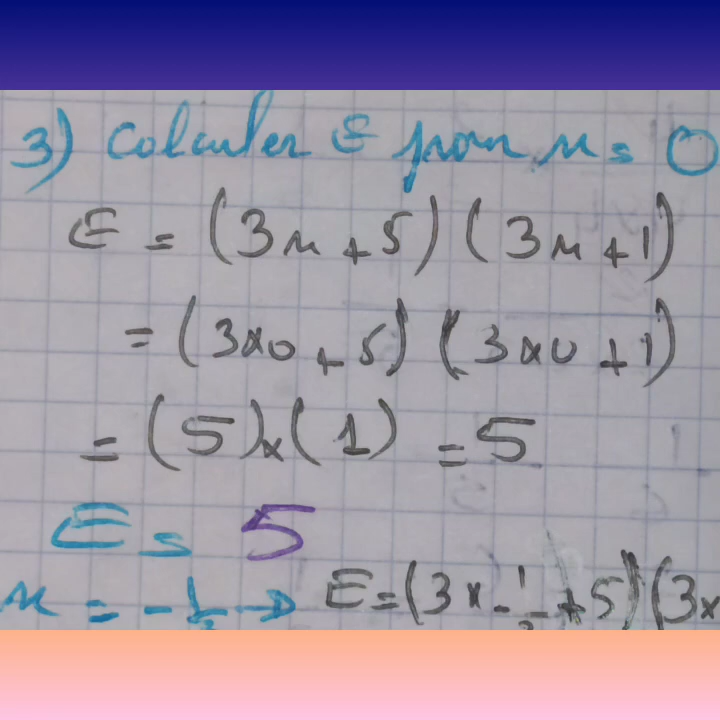 3) Calculer E pour x = 0
E = (3x + 5) (3x + 1)
= (3×0 + 5) (3×0 + 1)
= (5)×(1) = 5
E = 5
x = - 1/2 → E = (3×-1/2 + 5) (3×